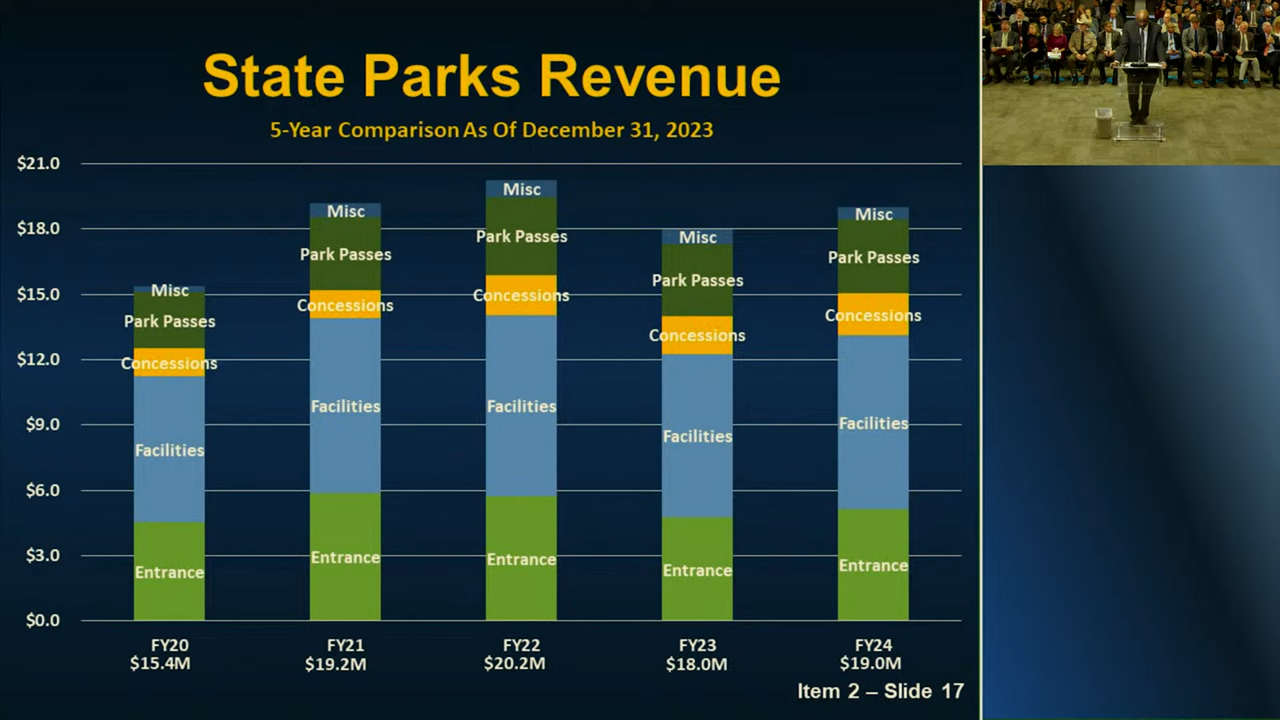 State Parks Revenue
5-Year Comparison As Of December 31, 2023
$21.0
$18.0
$15.0
$12.0
$9.0
$6.0
$3.0
$0.0
Misc
Park Passes
Concessions
Facilities
Entrance
Misc
Park Passes
Concessions
Facilities
Entrance
Misc
Park Passes
Concessions
Facilities
Entrance
Misc
Park Passes
Concessions
Facilities
Entrance
Misc
Park Passes
Concessions
Facilities
Entrance
FY20
$15.4M
FY21
$19.2M
FY22
$20.2M
FY23
$18.0M
FY24
$19.0M
Item 2 – Slide 17